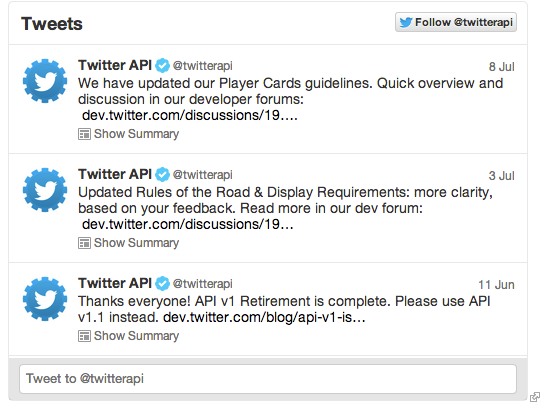 Tweets
Follow @twitterapi
Twitter API @twitterapi 8 Jul
We have updated our Player Cards guidelines. Quick overview and
discussion in our developer forums:
dev.twitter.com/discussions/19....
Show Summary
Twitter API @twitterapi 3 Jul
Updated Rules of the Road & Display Requirements: more clarity,
based on your feedback. Read more in our dev forum:
dev.twitter.com/discussions/19...
Show Summary
Twitter API @twitterapi 11 Jun
Thanks everyone! API v1 Retirement is complete. Please use API
v1.1 instead. dev.twitter.com/blog/api-v1-is...
Show Summary
Tweet to @twitterapi